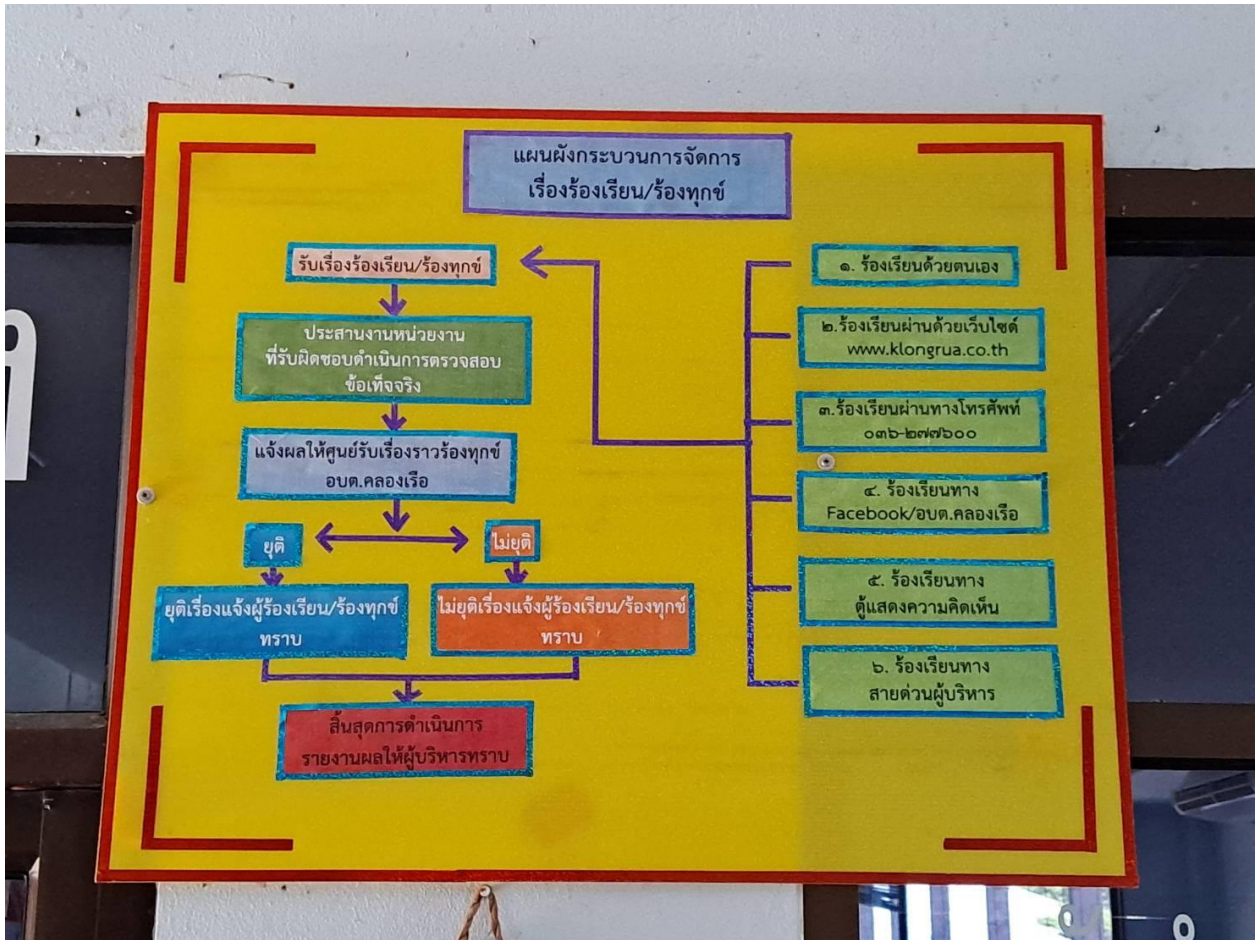 แผนผังกระบวนการจัดการ
เรื่องร้องเรียน/ร้องทุกข์
รับเรื่องร้องเรียน/ร้องทุกข์
ประสานงานหน่วยงาน
ที่รับผิดชอบดำเนินการตรวจสอบ
ข้อเท็จจริง
แจ้งผลให้ศูนย์รับเรื่องราวร้องทุกข์
อบต.คลองเรือ
ยุติ
ไม่ยุติ
ยุติเรื่องแจ้งผู้ร้องเรียน/ร้องทุกข์
ทราบ
ไม่ยุติเรื่องแจ้งผู้ร้องเรียน/ร้องทุกข์
ทราบ
สิ้นสุดการดำเนินการ
รายงานผลให้ผู้บริหารทราบ
๑. ร้องเรียนด้วยตนเอง
๒.ร้องเรียนผ่านด้วยเว็บไซต์
www.klongrua.co.th
๓.ร้องเรียนผ่านทางโทรศัพท์
๐๓๖-๒๗๗๖๐๐
๔. ร้องเรียนทาง
Facebook/อบต.คลองเรือ
๕. ร้องเรียนทาง
ตู้แสดงความคิดเห็น
๖. ร้องเรียนทาง
สายด่วนผู้บริหาร